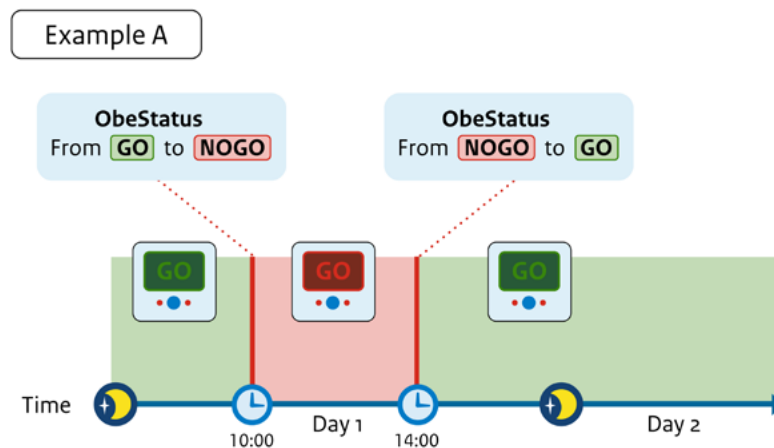 Example A
ObeStatus
From GO to NOGO
ObeStatus
From NOGO to GO
GO
GO
GO
Time
Day 1
Day 2
10:00
14:00